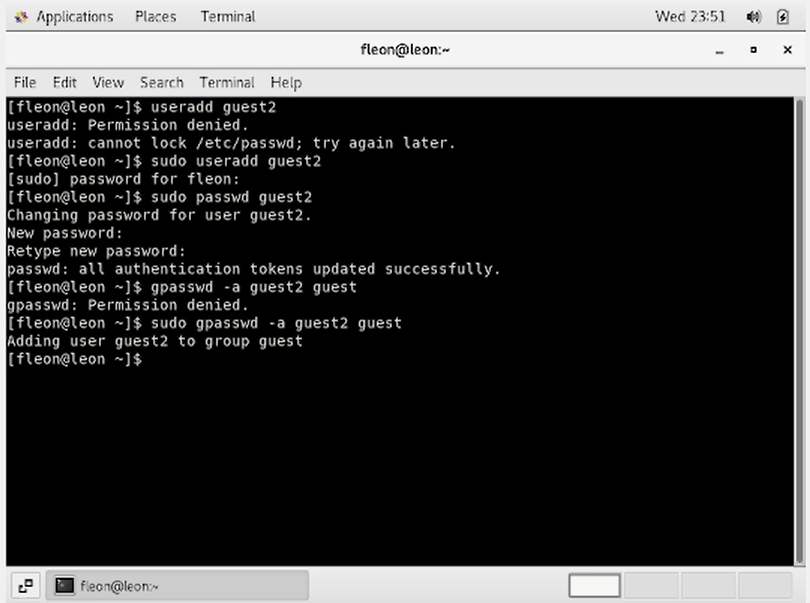 Applications Places Terminal Wed 23:51
fleon@leon:~
File Edit View Search Terminal Help
[fleon@leon ~]$ useradd guest2
useradd: Permission denied.
useradd: cannot lock /etc/passwd; try again later.
[fleon@leon ~]$ sudo useradd guest2
[sudo] password for fleon:
[fleon@leon ~]$ sudo passwd guest2
Changing password for user guest2.
New password:
Retype new password:
passwd: all authentication tokens updated successfully.
[fleon@leon ~]$ gpasswd -a guest2 guest
gpasswd: Permission denied.
[fleon@leon ~]$ sudo gpasswd -a guest2 guest
Adding user guest2 to group guest
[fleon@leon ~]$
fleon@leon:~